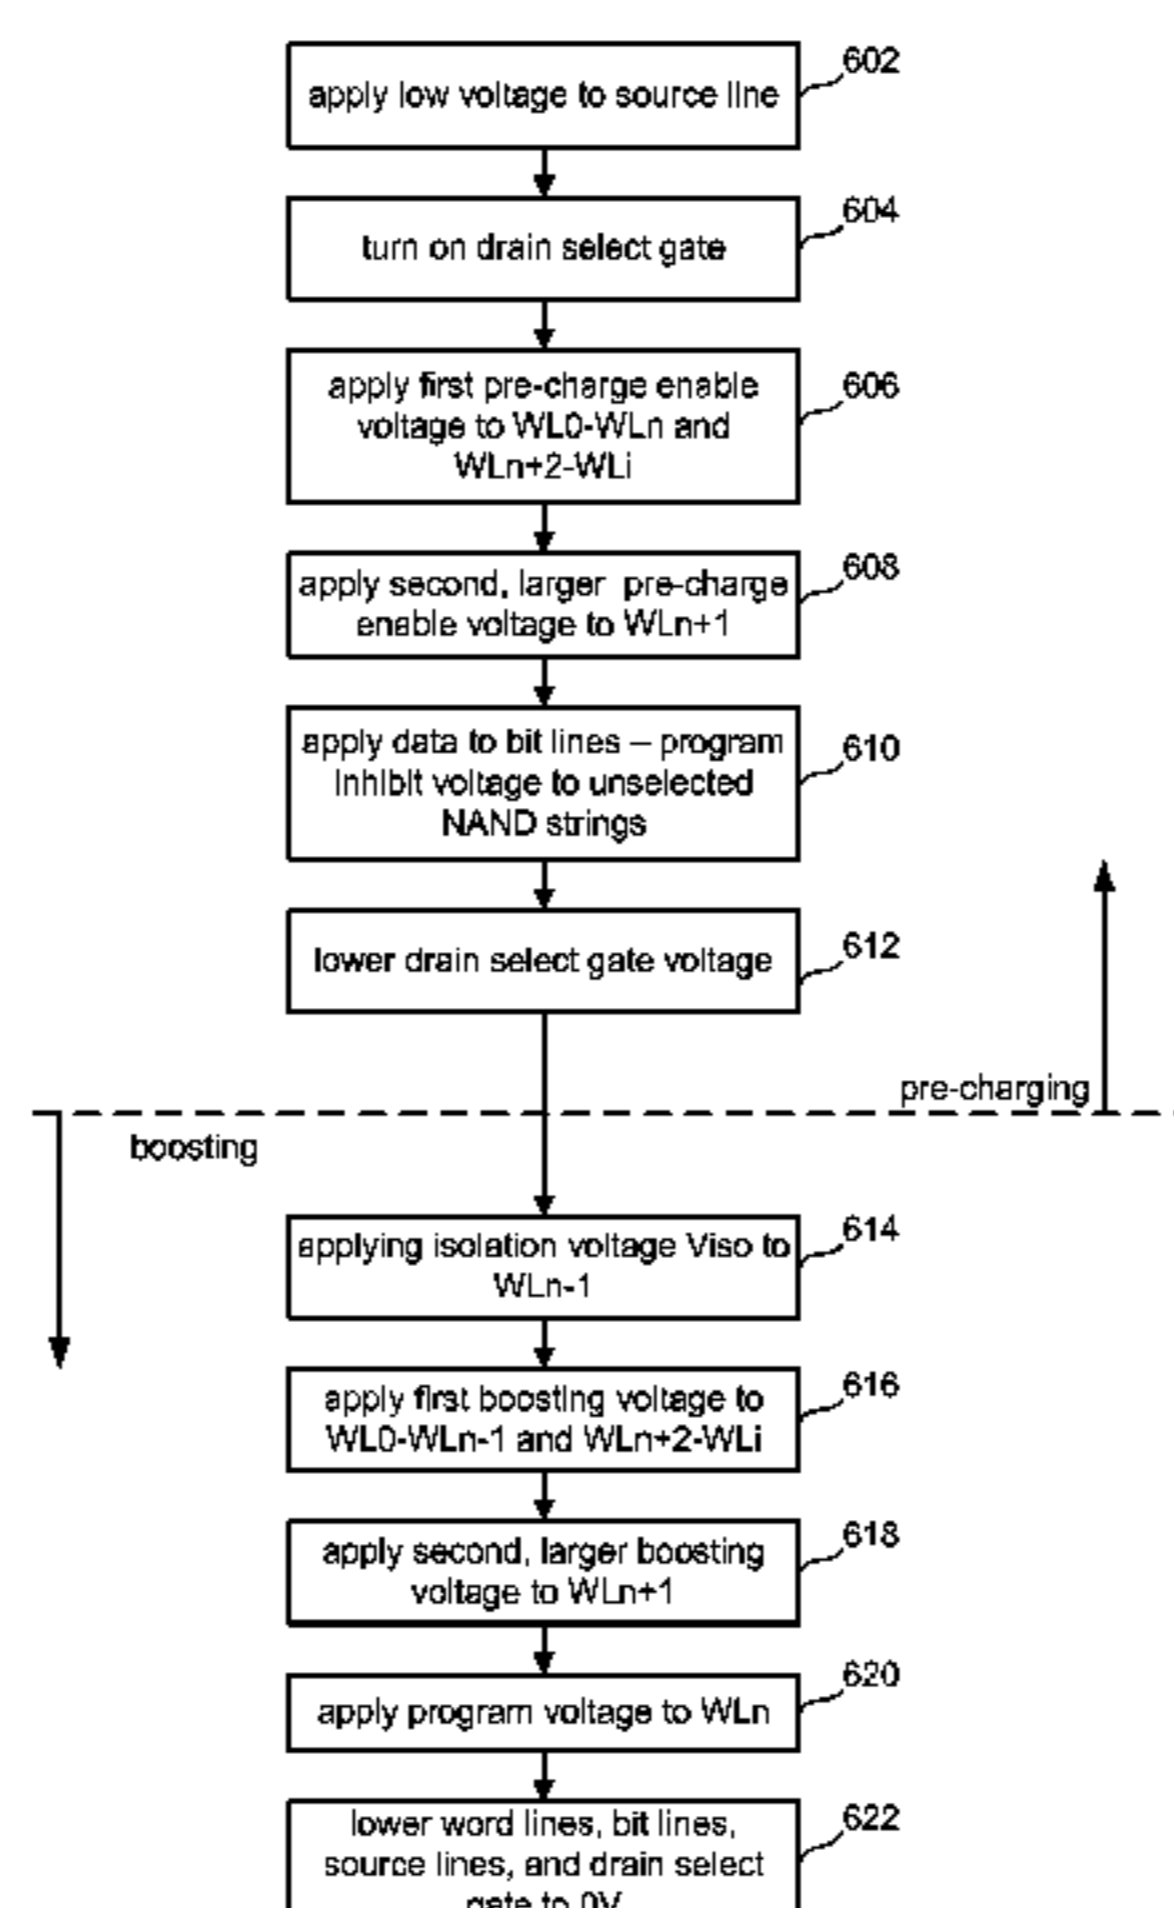 602
apply low voltage to source line
604
turn on drain select gate
606
apply first pre-charge enable
voltage to WL0-WLn and
WLn+2-WLi
608
apply second, larger pre-charge
enable voltage to WLn+1
610
apply data to bit lines – program
inhibit voltage to unselected
NAND strings
612
lower drain select gate voltage
pre-charging
boosting
614
applying isolation voltage Viso to
WLn-1
616
apply first boosting voltage to
WL0-WLn-1 and WLn+2-WLi
618
apply second, larger boosting
voltage to WLn+1
620
apply program voltage to WLn
622
lower word lines, bit lines,
source lines, and drain select
gate to 0V